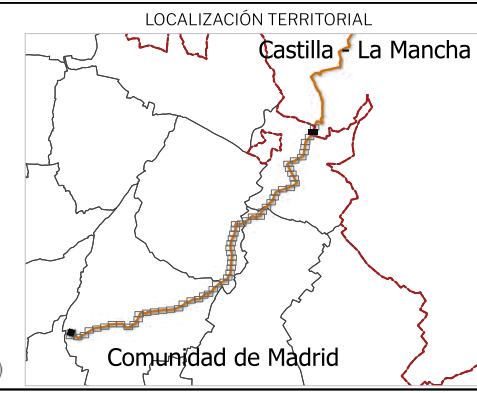 LOCALIZACIÓN TERRITORIAL
Castilla - La Mancha
Comunidad de Madrid